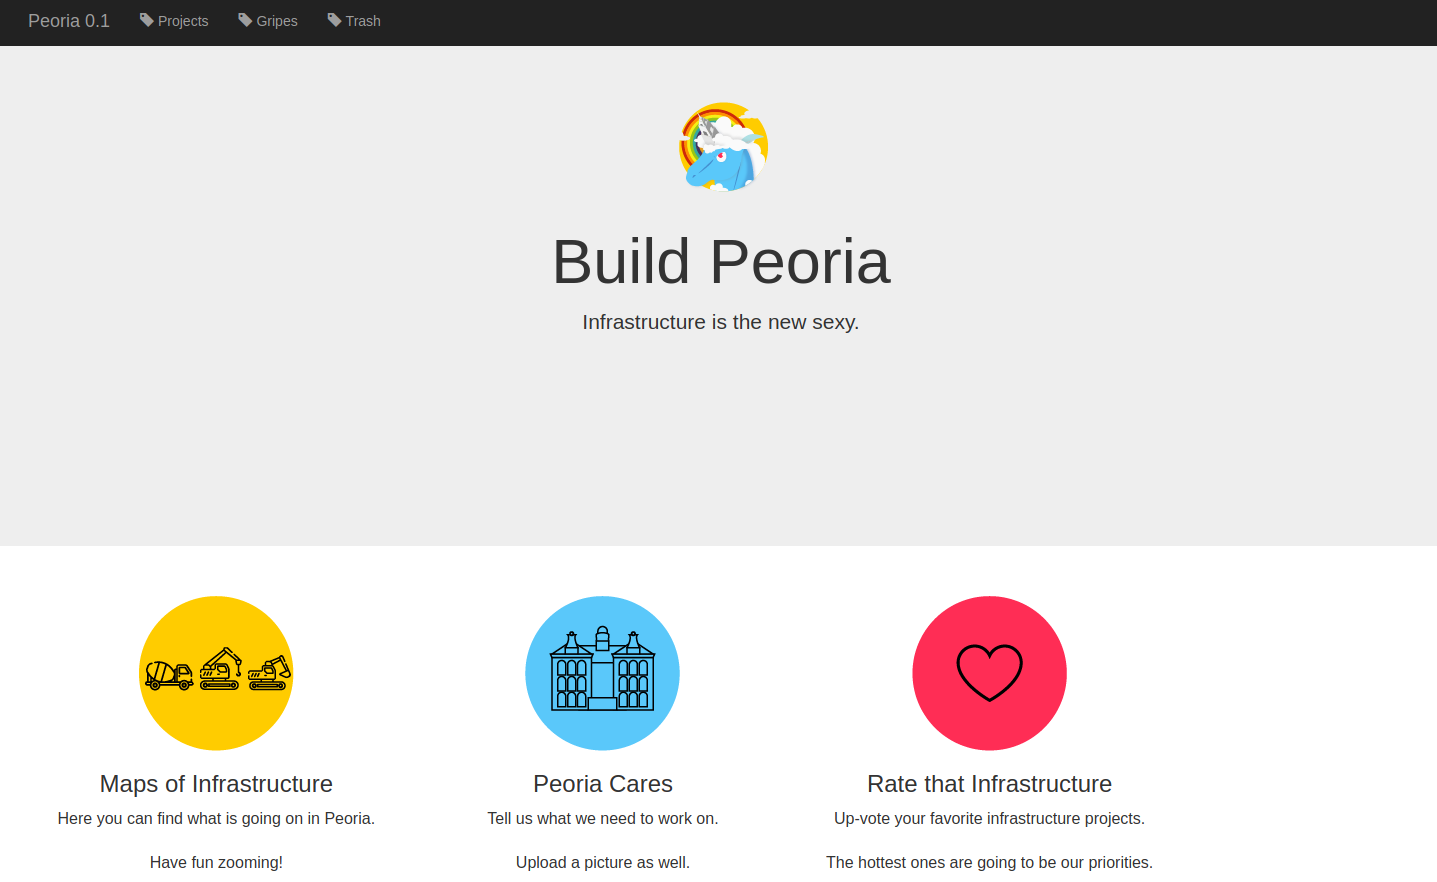 Peoria 0.1 Projects Gripes Trash
Build Peoria
Infrastructure is the new sexy.
Maps of Infrastructure
Here you can find what is going on in Peoria.
Have fun zooming!
Peoria Cares
Tell us what we need to work on.
Upload a picture as well.
Rate that Infrastructure
Up-vote your favorite infrastructure projects.
The hottest ones are going to be our priorities.